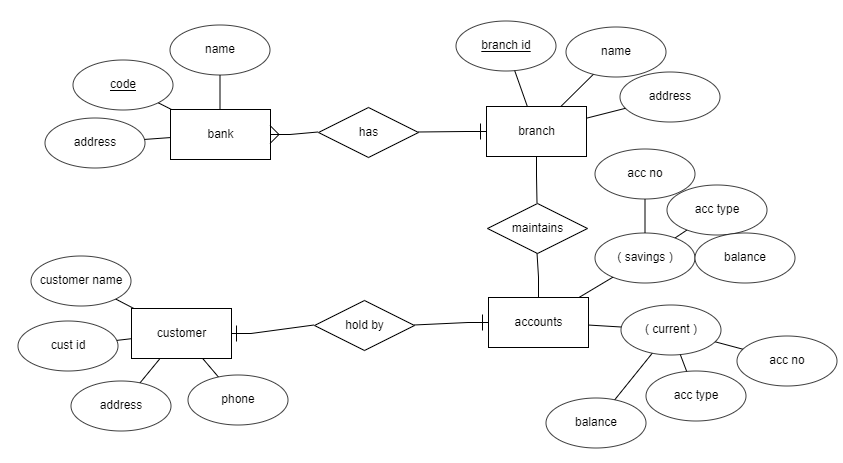 name
code
address
bank
has
branch id
name
address
branch
maintains
acc no
acc type
( savings )
balance
customer name
cust id
customer
address
phone
hold by
accounts
( current )
acc no
acc type
balance